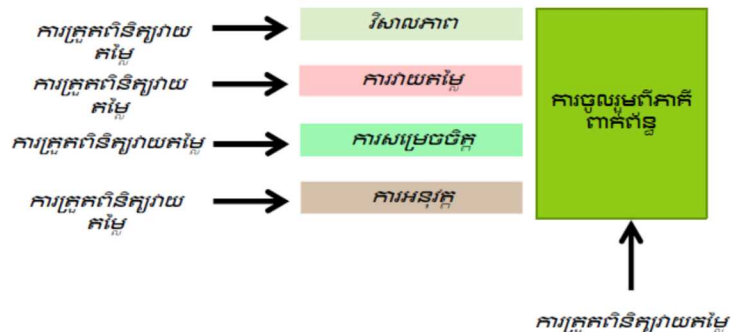 ការត្រួតពិនិត្យវាយ
តម្លៃ
វិសាលភាព
ការត្រួតពិនិត្យវាយ
តម្លៃ
ការវាយតម្លៃ
ការត្រួតពិនិត្យវាយតម្លៃ
ការសម្រេចចិត្ត
ការត្រួតពិនិត្យវាយ
តម្លៃ
ការអនុវត្ត
ការចូលរួមពីភាគី
ពាក់ព័ន្ធ
ការត្រួតពិនិត្យវាយតម្លៃ